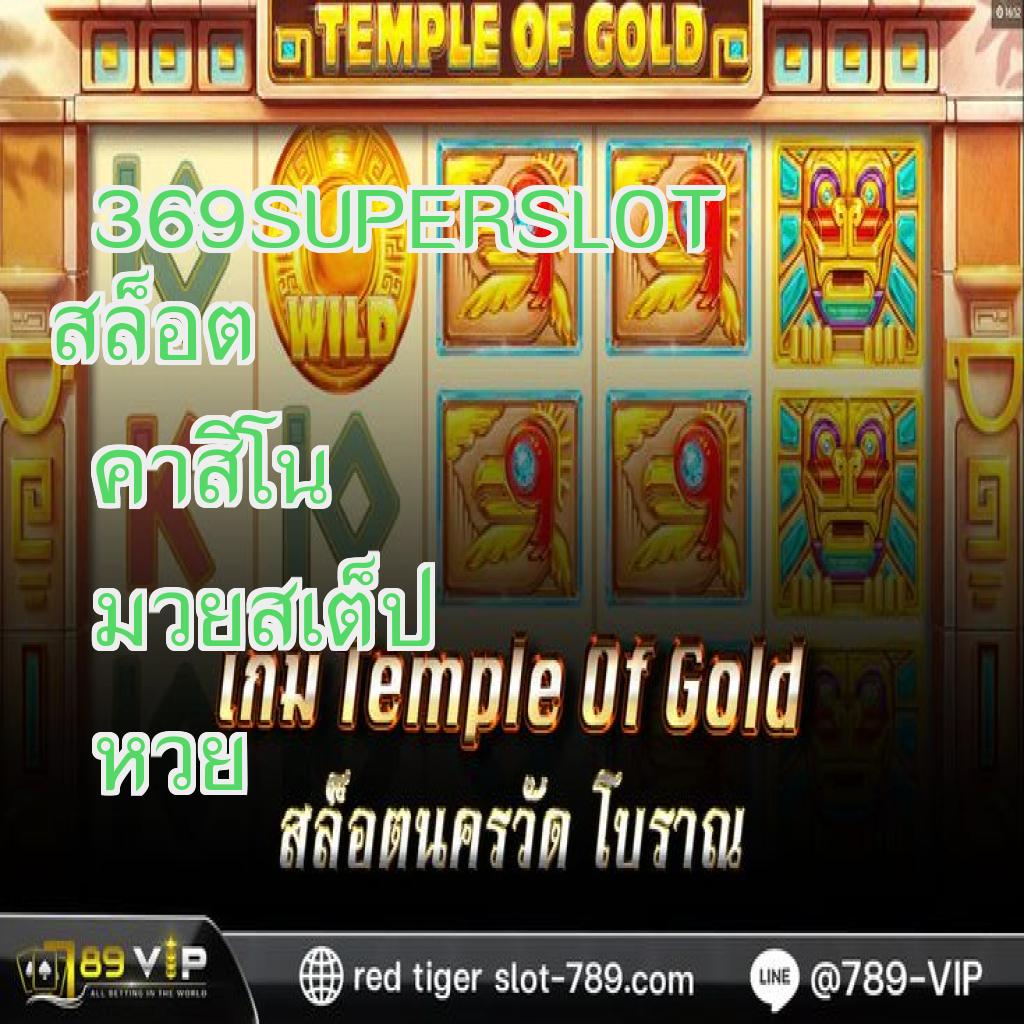 TEMPLE OF GOLD
369SUPERSLOT
WILD
สล็อต
คาสิโน
K
10
มวยสเต็ป
เกม Temple Of Gold
หวย
สล็อตนครวัด โบราณ
789 VIP
ALL BETTING IN THE WORLD
red tiger slot-789.com
LINE
@789-VIP